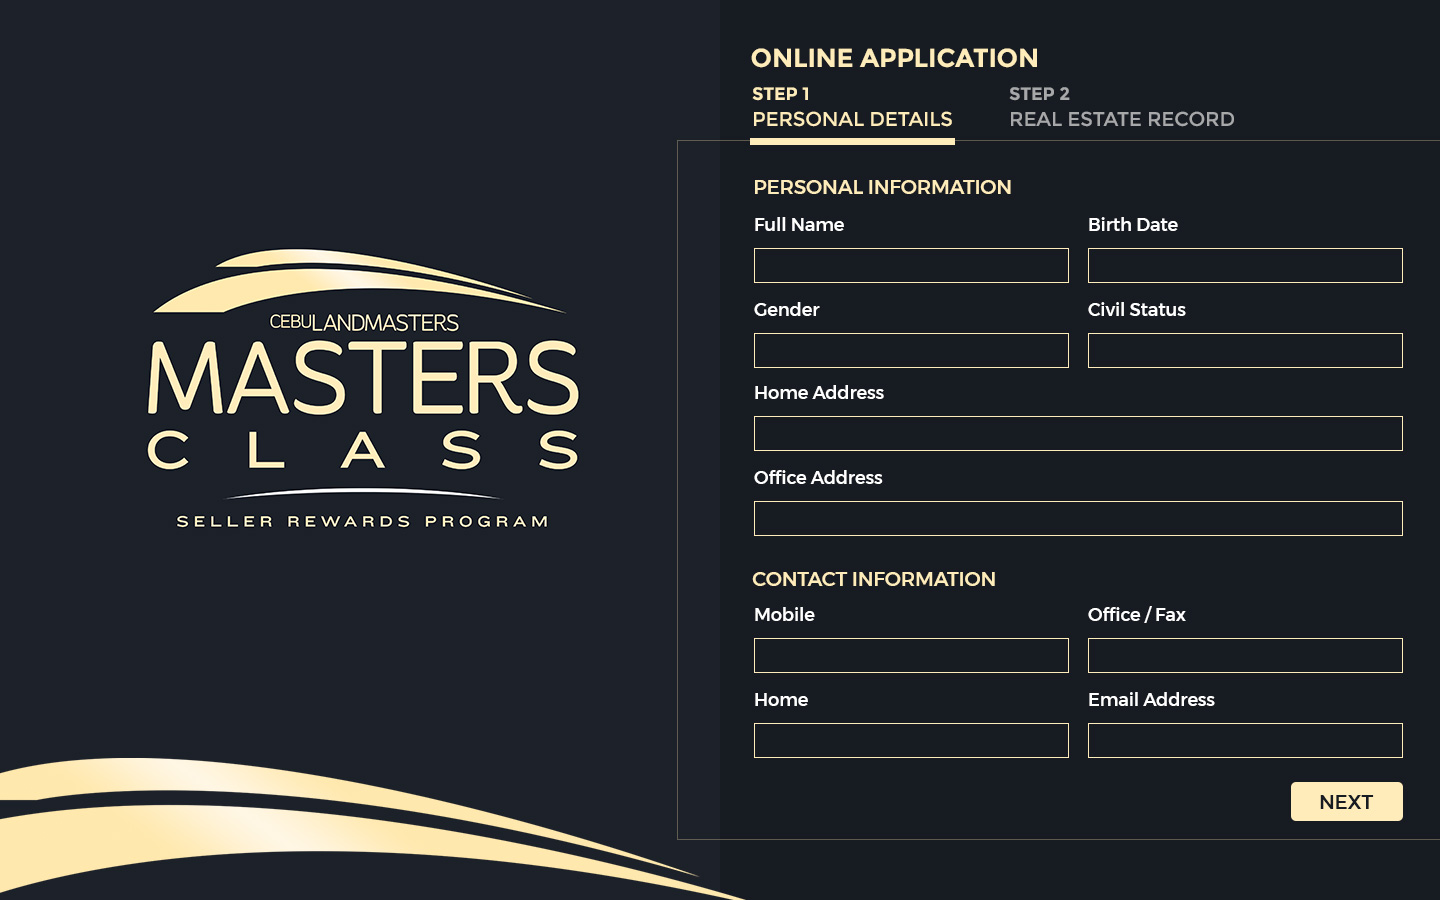 CEBULANDMASTERS
MASTERS
CLASS
SELLER REWARDS PROGRAM
ONLINE APPLICATION
STEP 1
PERSONAL DETAILS
STEP 2
REAL ESTATE RECORD
PERSONAL INFORMATION
Full Name
Birth Date
Gender
Civil Status
Home Address
Office Address
CONTACT INFORMATION
Mobile
Office / Fax
Home
Email Address
NEXT